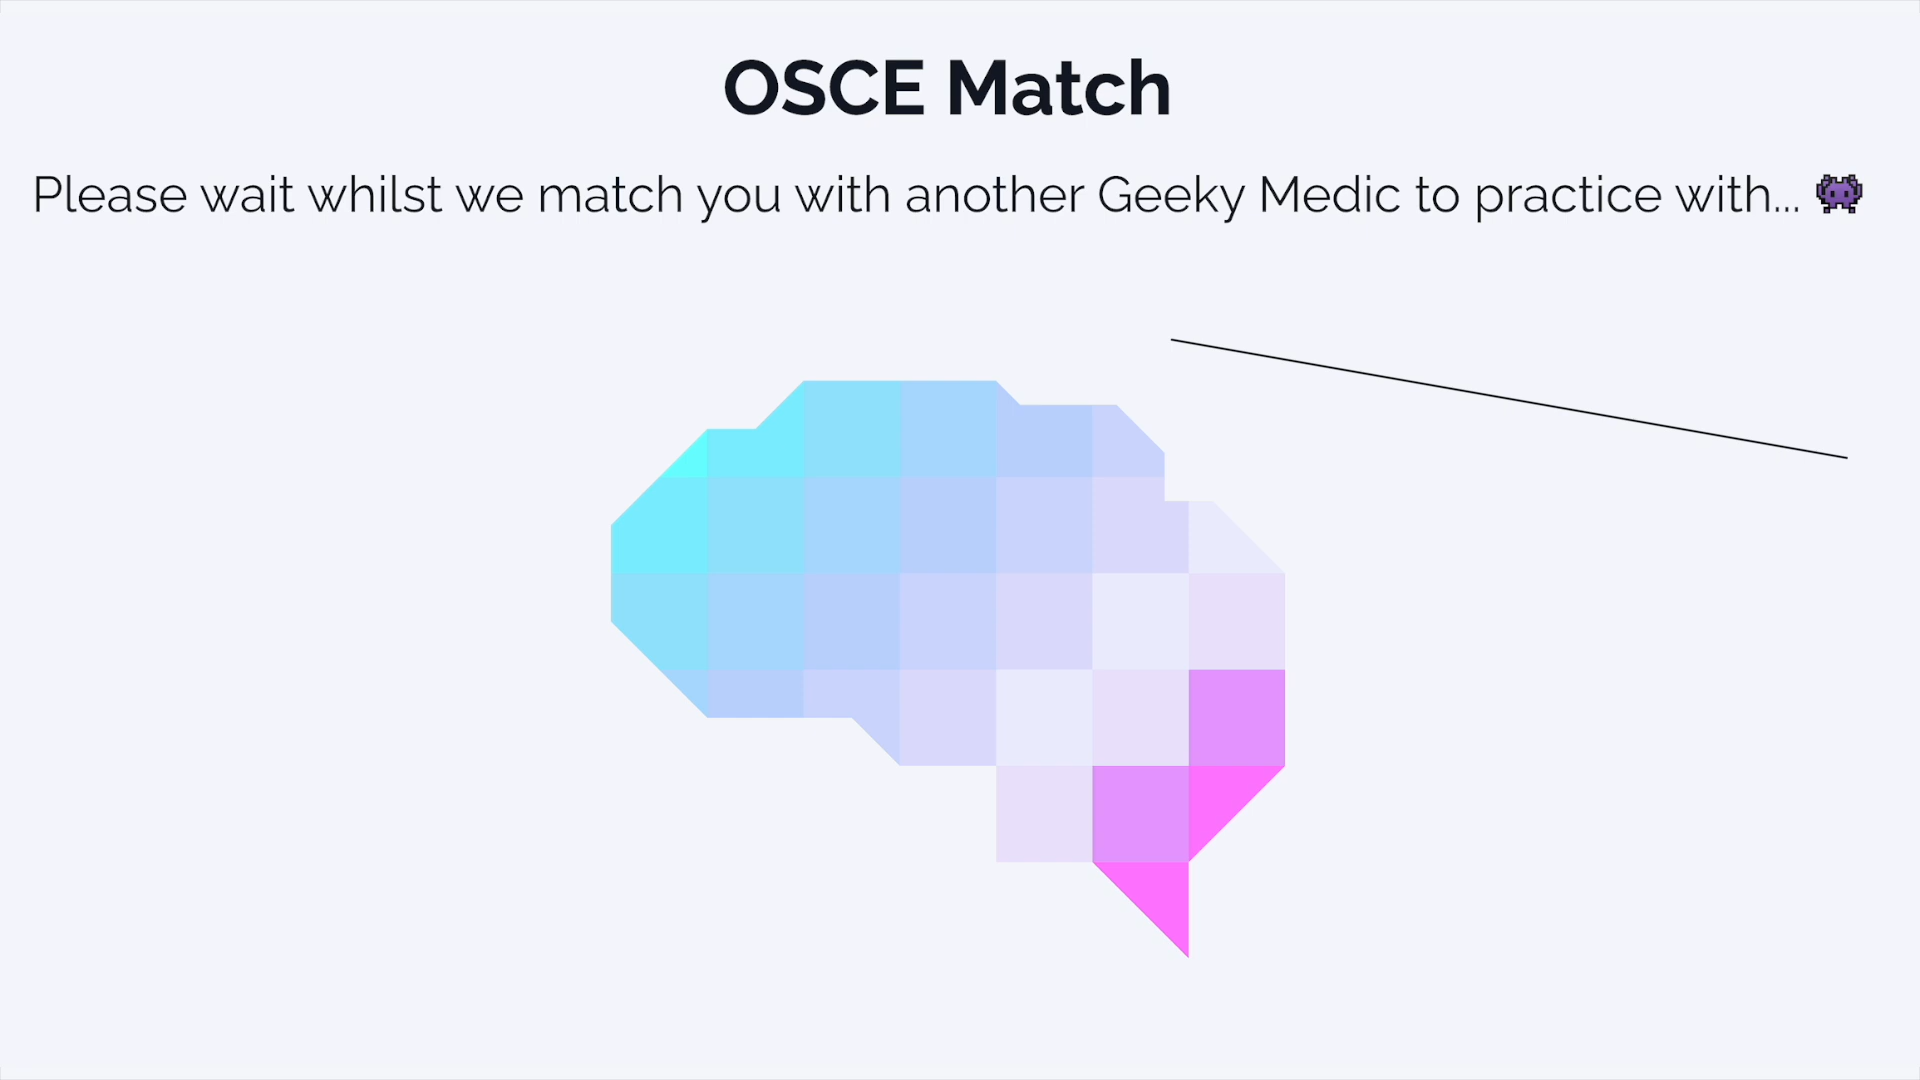 OSCE Match
Please wait whilst we match you with another Geeky Medic to practice with... 👾